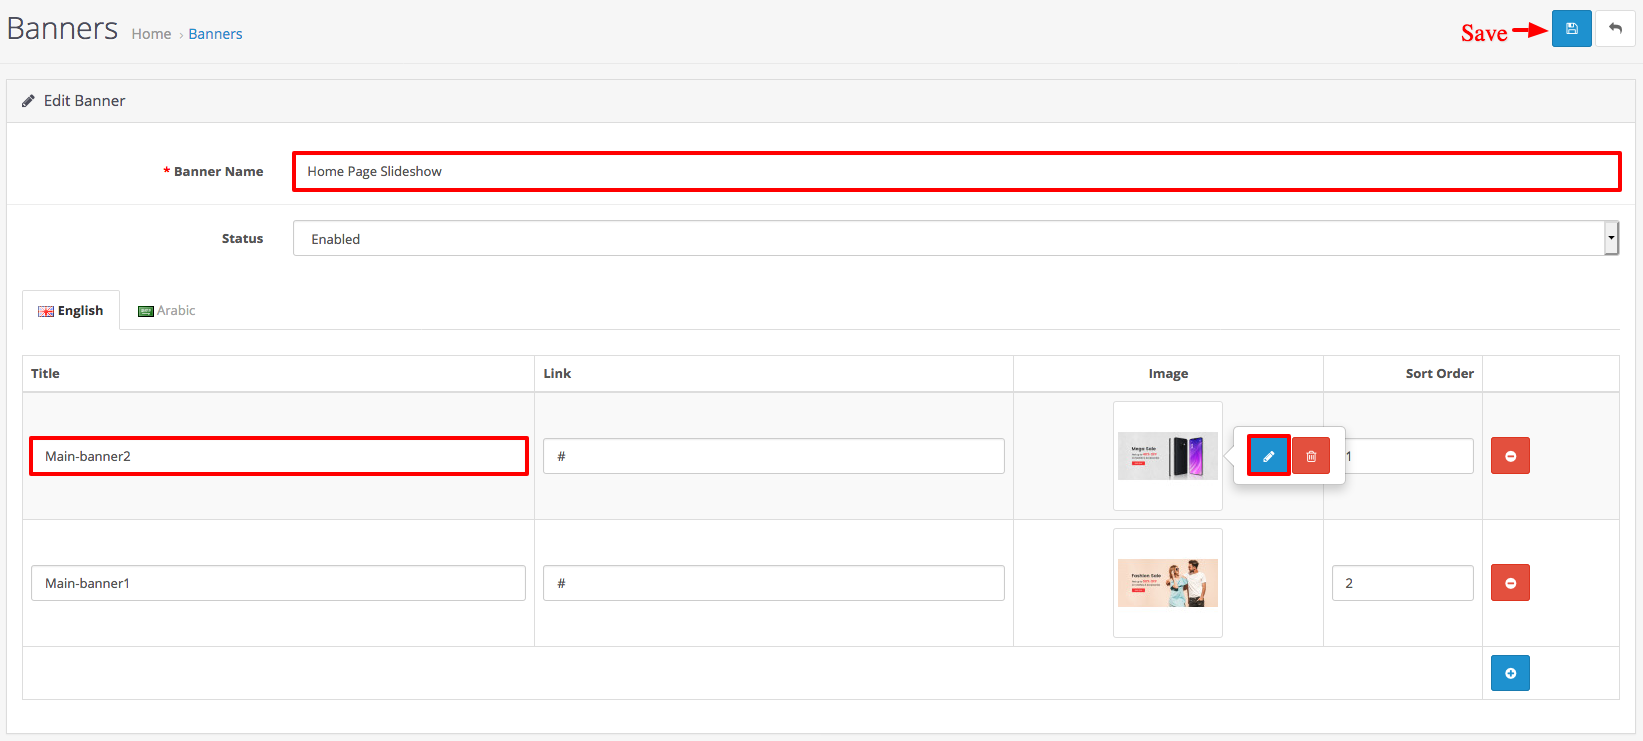 Banners Home › Banners
Save
Edit Banner
* Banner Name Home Page Slideshow
Status Enabled
English Arabic
Title Link Image Sort Order
Main-banner2 # 1
Mega Sale
Main-banner1 # 2
Fashion Sale